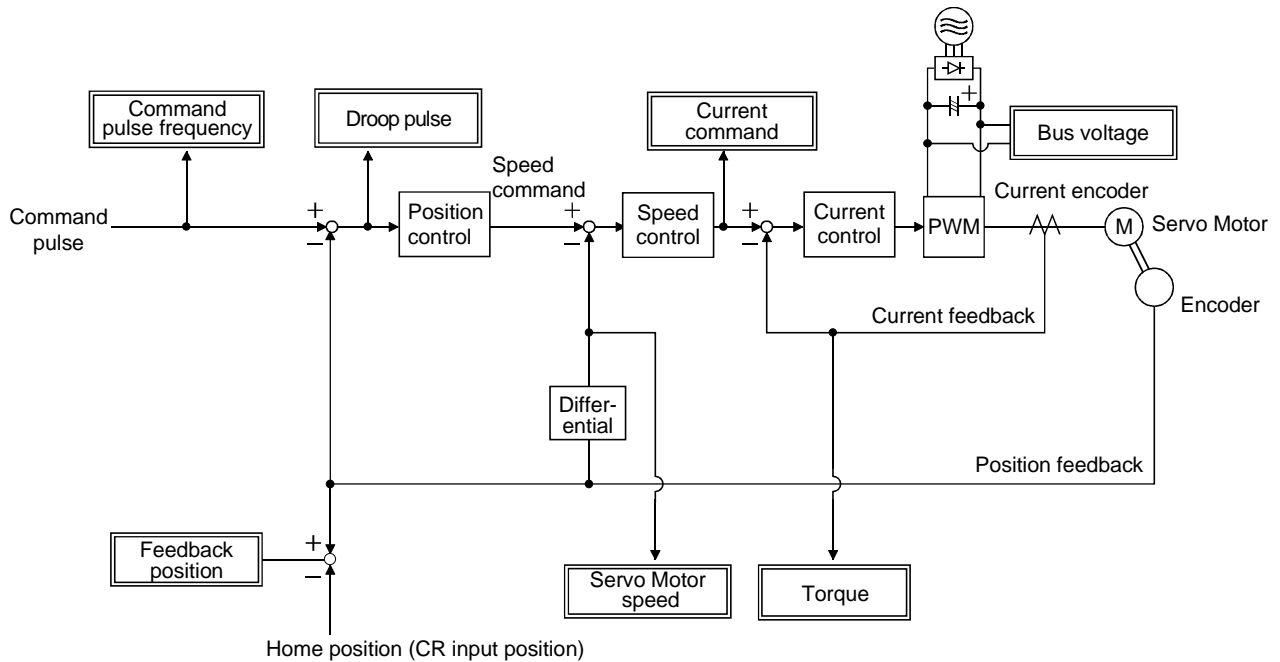 Command
pulse frequency
Droop pulse
Current
command
Bus voltage
Speed
command
Current encoder
Command
pulse
+
−
Position
control
+
−
Speed
control
+
−
Current
control
PWM
+
M
Servo Motor
Encoder
Current feedback
Differ-
ential
Position feedback
Feedback
position
+
−
Servo Motor
speed
Torque
Home position (CR input position)